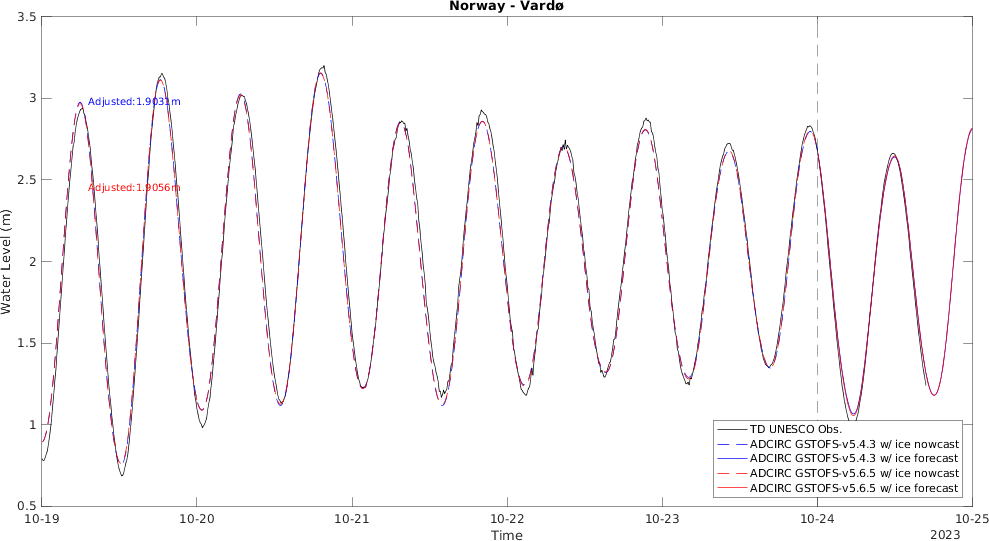 Norway - Vardø
3.5
3
2.5
2
1.5
1
0.5
Water Level (m)
Adjusted:1.9031m
Adjusted:1.9056m
TD UNESCO Obs.
ADCIRC GSTOFS-v5.4.3 w/ ice nowcast
ADCIRC GSTOFS-v5.4.3 w/ ice forecast
ADCIRC GSTOFS-v5.6.5 w/ ice nowcast
ADCIRC GSTOFS-v5.6.5 w/ ice forecast
10-19 10-20 10-21 10-22 10-23 10-24 10-25
Time
2023